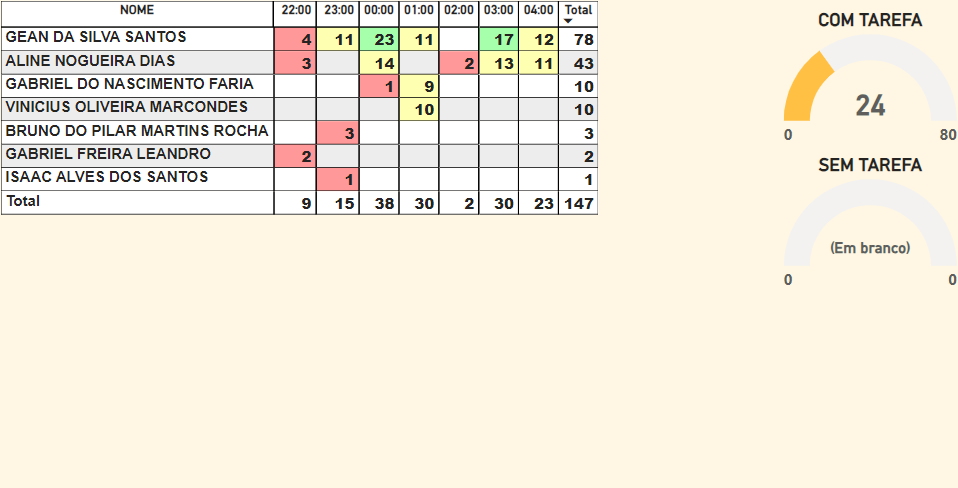 NOME 22:00 23:00 00:00 01:00 02:00 03:00 04:00 Total
GEAN DA SILVA SANTOS 4 11 23 11 17 12 78
ALINE NOGUEIRA DIAS 3 14 2 13 11 43
GABRIEL DO NASCIMENTO FARIA 1 9 10
VINICIUS OLIVEIRA MARCONDES 10 10
BRUNO DO PILAR MARTINS ROCHA 3 3
GABRIEL FREIRA LEANDRO 2 2
ISAAC ALVES DOS SANTOS 1 1
Total 9 15 38 30 2 30 23 147
COM TAREFA
24
0 80
SEM TAREFA
(Em branco)
0 0